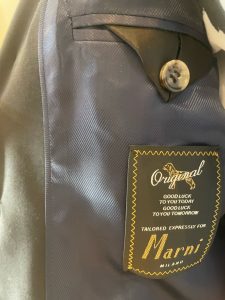 Original
GOOD LUCK
TO YOU TODAY
GOOD LUCK
TO YOU TOMORROW
TAILORED EXPRESSLY FOR
Marni
MILANO